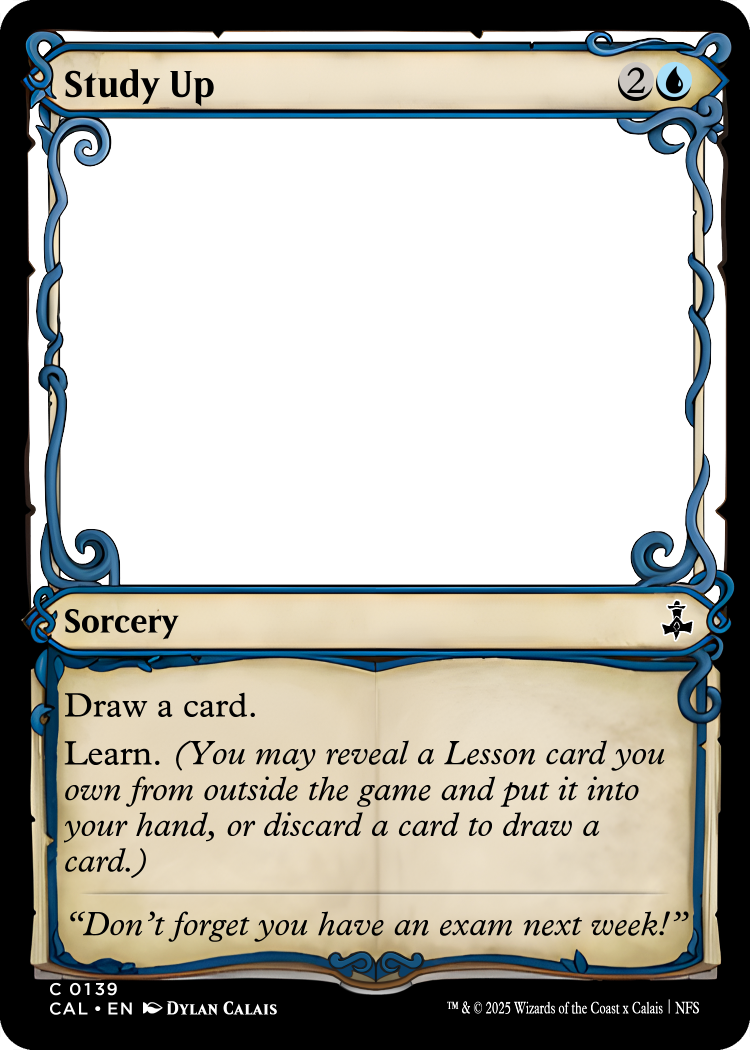 Study Up
2
Sorcery
Draw a card.
Learn. (You may reveal a Lesson card you
own from outside the game and put it into
your hand, or discard a card to draw a
card.)
“Don’t forget you have an exam next week!”
C 0139
CAL • EN Dylan Calais
™ & © 2025 Wizards of the Coast x Calais | NFS